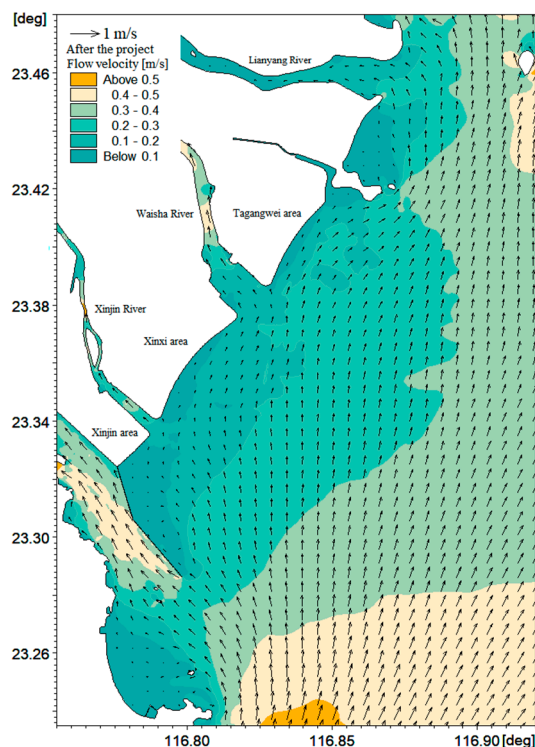 [deg]
1 m/s
After the project
Flow velocity [m/s]
Above 0.5
0.4 - 0.5
0.3 - 0.4
0.2 - 0.3
0.1 - 0.2
Below 0.1
Lianyang River
23.46
23.42
Waisha River
Tagangwei area
23.38
Xinjin River
Xinxi area
23.34
Xinjin area
23.30
23.26
116.80
116.85
116.90 [deg]